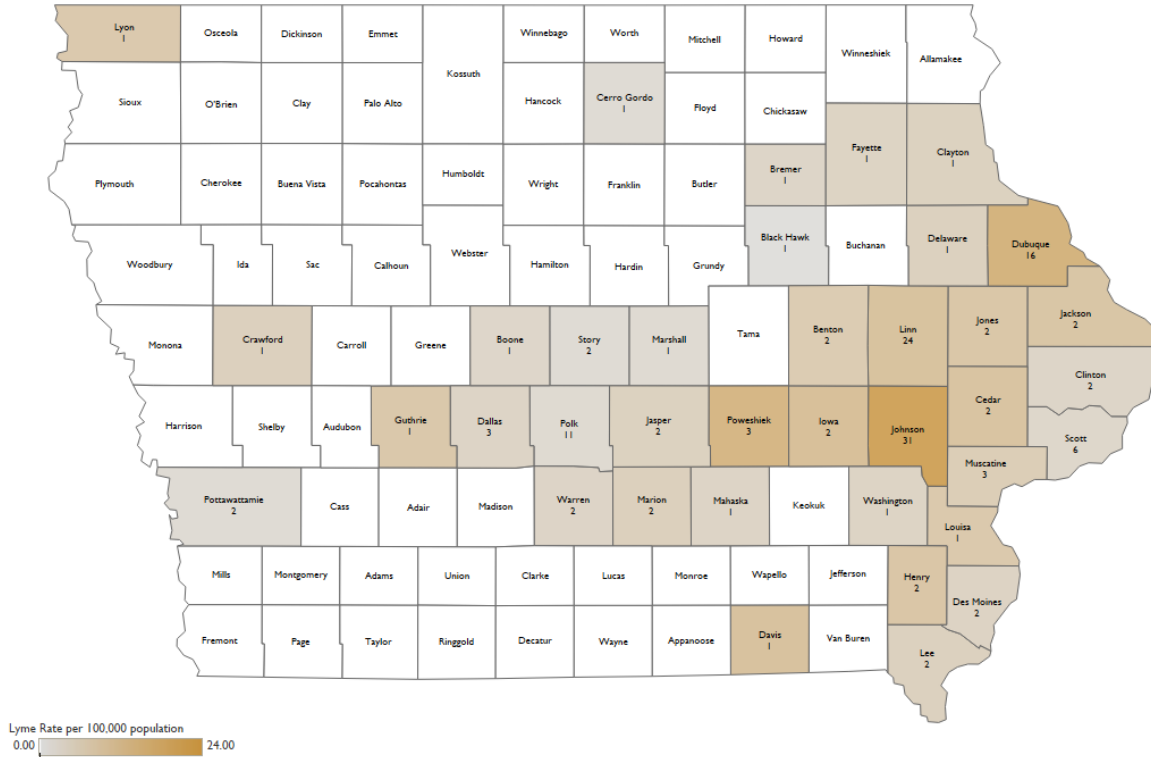 Lyon
1
Osceola
Dickinson
Emmet
Kossuth
Winnebago
Worth
Mitchell
Howard
Winneshiek
Allamakee
Sioux
O'Brien
Clay
Palo Alto
Hancock
Cerro Gordo
1
Floyd
Chickasaw
Fayette
1
Clayton
1
Plymouth
Cherokee
Buena Vista
Pocahontas
Humboldt
Wright
Franklin
Butler
Bremer
1
Woodbury
Ida
Sac
Calhoun
Webster
Hamilton
Hardin
Grundy
Black Hawk
1
Buchanan
Delaware
1
Dubuque
16
Monona
Crawford
1
Carroll
Greene
Boone
1
Story
2
Marshall
1
Tama
Benton
2
Linn
24
Jones
2
Jackson
2
Clinton
2
Harrison
Shelby
Audubon
Guthrie
1
Dallas
3
Polk
11
Jasper
2
Poweshiek
3
Iowa
2
Johnson
31
Cedar
2
Scott
6
Muscatine
3
Pottawattamie
2
Cass
Adair
Madison
Warren
2
Marion
2
Mahaska
1
Keokuk
Washington
1
Louisa
1
Mills
Montgomery
Adams
Union
Clarke
Lucas
Monroe
Wapello
Jefferson
Henry
2
Des Moines
2
Fremont
Page
Taylor
Ringgold
Decatur
Wayne
Appanoose
Davis
1
Van Buren
Lee
2
Lyme Rate per 100,000 population
0.00 24.00